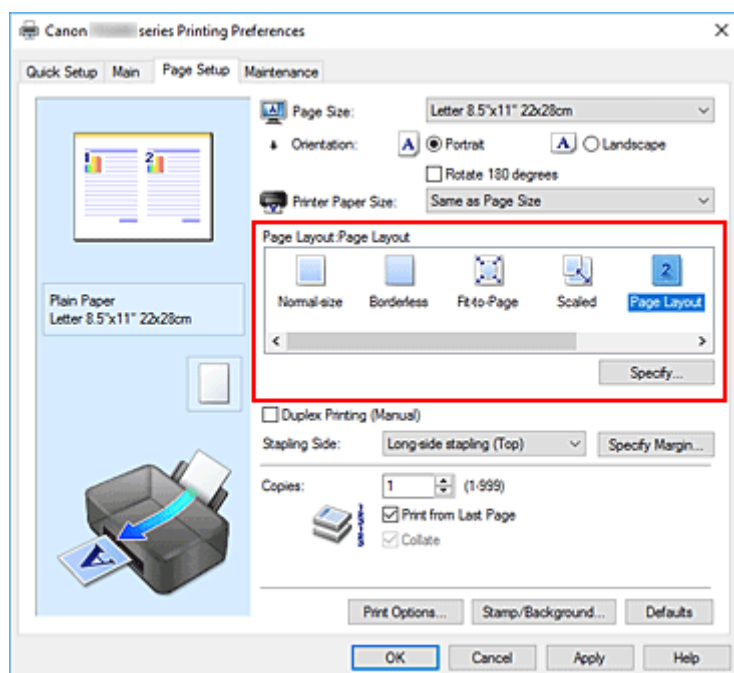 Canon series Printing Preferences
Quick Setup Main Page Setup Maintenance
1 2
Plain Paper
Letter 8.5"x11" 22x28cm
A
Page Size: Letter 8.5"x11" 22x28cm
Orientation: A Portrait A Landscape
Rotate 180 degrees
Printer Paper Size: Same as Page Size
Page Layout:Page Layout
2
Normal-size Borderless Fit-to-Page Scaled Page Layout
Specify...
Duplex Printing (Manual)
Stapling Side: Long-side stapling (Top) Specify Margin...
Copies: 1 (1-999)
Print from Last Page
Collate
Print Options... Stamp/Background... Defaults
OK Cancel Apply Help